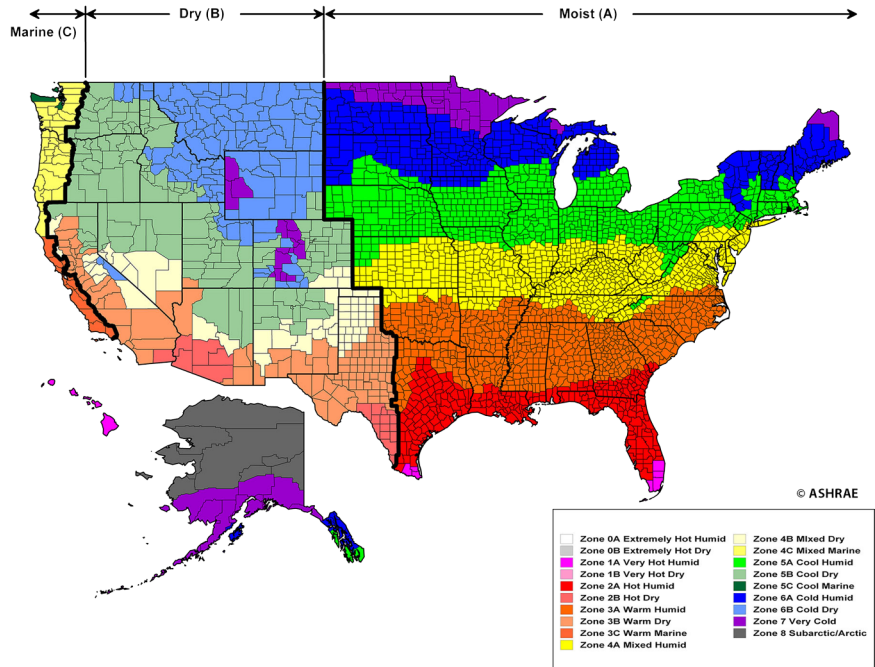 Marine (C)
Dry (B)
Moist (A)
© ASHRAE
Zone 0A Extremely Hot Humid
Zone 0B Extremely Hot Dry
Zone 1A Very Hot Humid
Zone 1B Very Hot Dry
Zone 2A Hot Humid
Zone 2B Hot Dry
Zone 3A Warm Humid
Zone 3B Warm Dry
Zone 3C Warm Marine
Zone 4A Mixed Humid
Zone 4B MIxed Dry
Zone 4C Mixed Marine
Zone 5A Cool Humid
Zone 5B Cool Dry
Zone 5C Cool Marine
Zone 6A Cold Humid
Zone 6B Cold Dry
Zone 7 Very Cold
Zone 8 Subarctic/Arctic